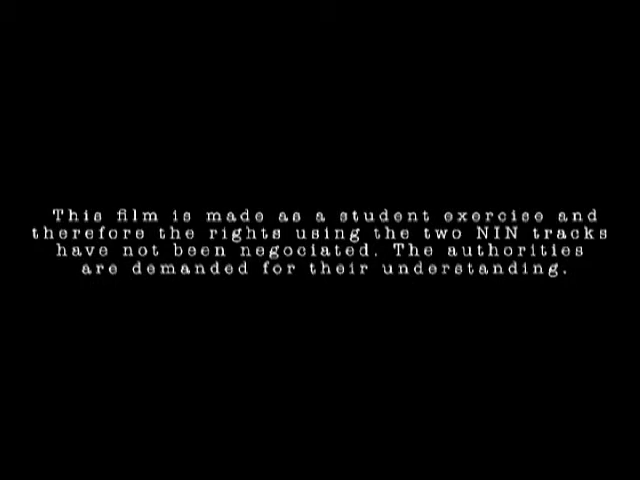 This film is made as a student exercise and
therefore the rights using the two NIN tracks
have not been negociated. The authorities
are demanded for their understanding.